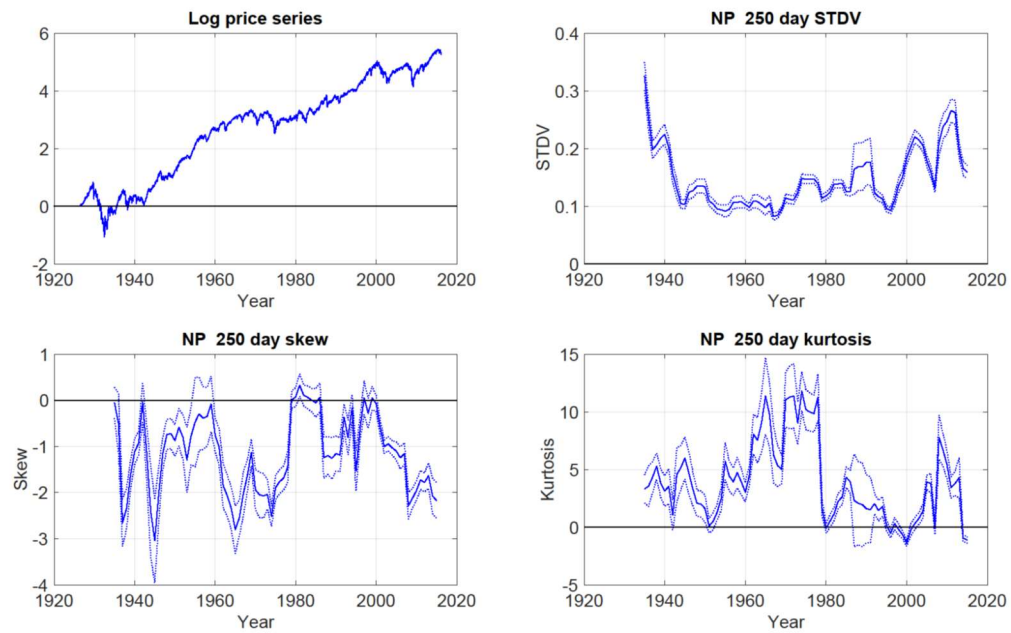 Log price series
6
4
2
0
-2
1920 1940 1960 1980 2000 2020
Year
NP 250 day STDV
STDV
0.4
0.3
0.2
0.1
0
1920 1940 1960 1980 2000 2020
Year
NP 250 day skew
Skew
1
0
-1
-2
-3
-4
1920 1940 1960 1980 2000 2020
Year
NP 250 day kurtosis
Kurtosis
15
10
5
0
-5
1920 1940 1960 1980 2000 2020
Year